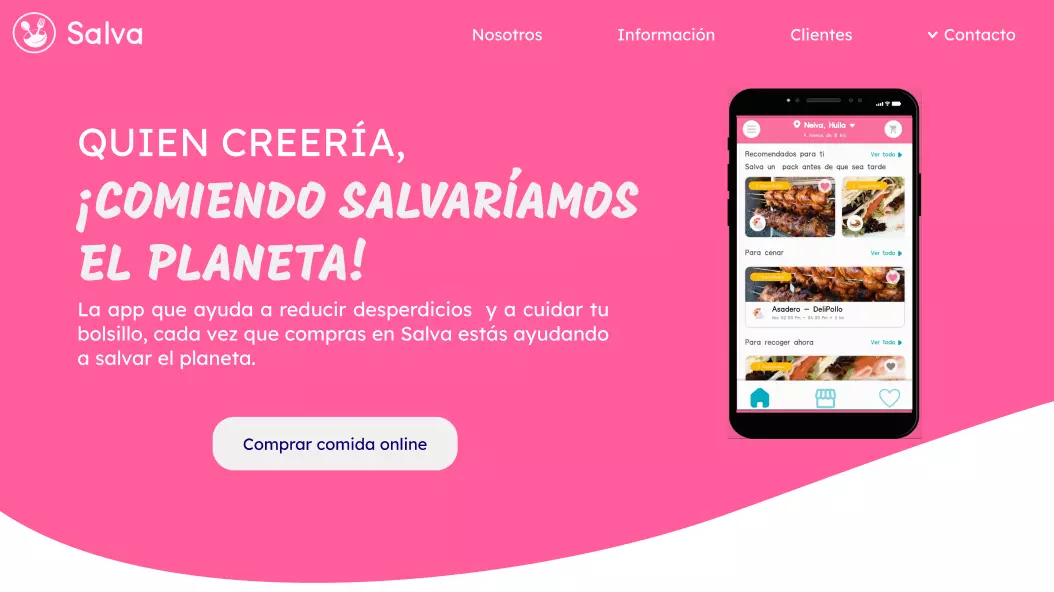 Salva
Nosotros
Información
Clientes
Contacto
QUIEN CREERÍA,
¡COMIENDO SALVARÍAMOS
EL PLANETA!
La app que ayuda a reducir desperdicios y a cuidar tu
bolsillo, cada vez que compras en Salva estás ayudando
a salvar el planeta.
Comprar comida online
Neiva, Huila
Recomendados para ti
Ver todo
Salva un pack antes de que sea tarde
Para cenar
Ver todo
Asadero - DeliPollo
Para recoger ahora
Ver todo